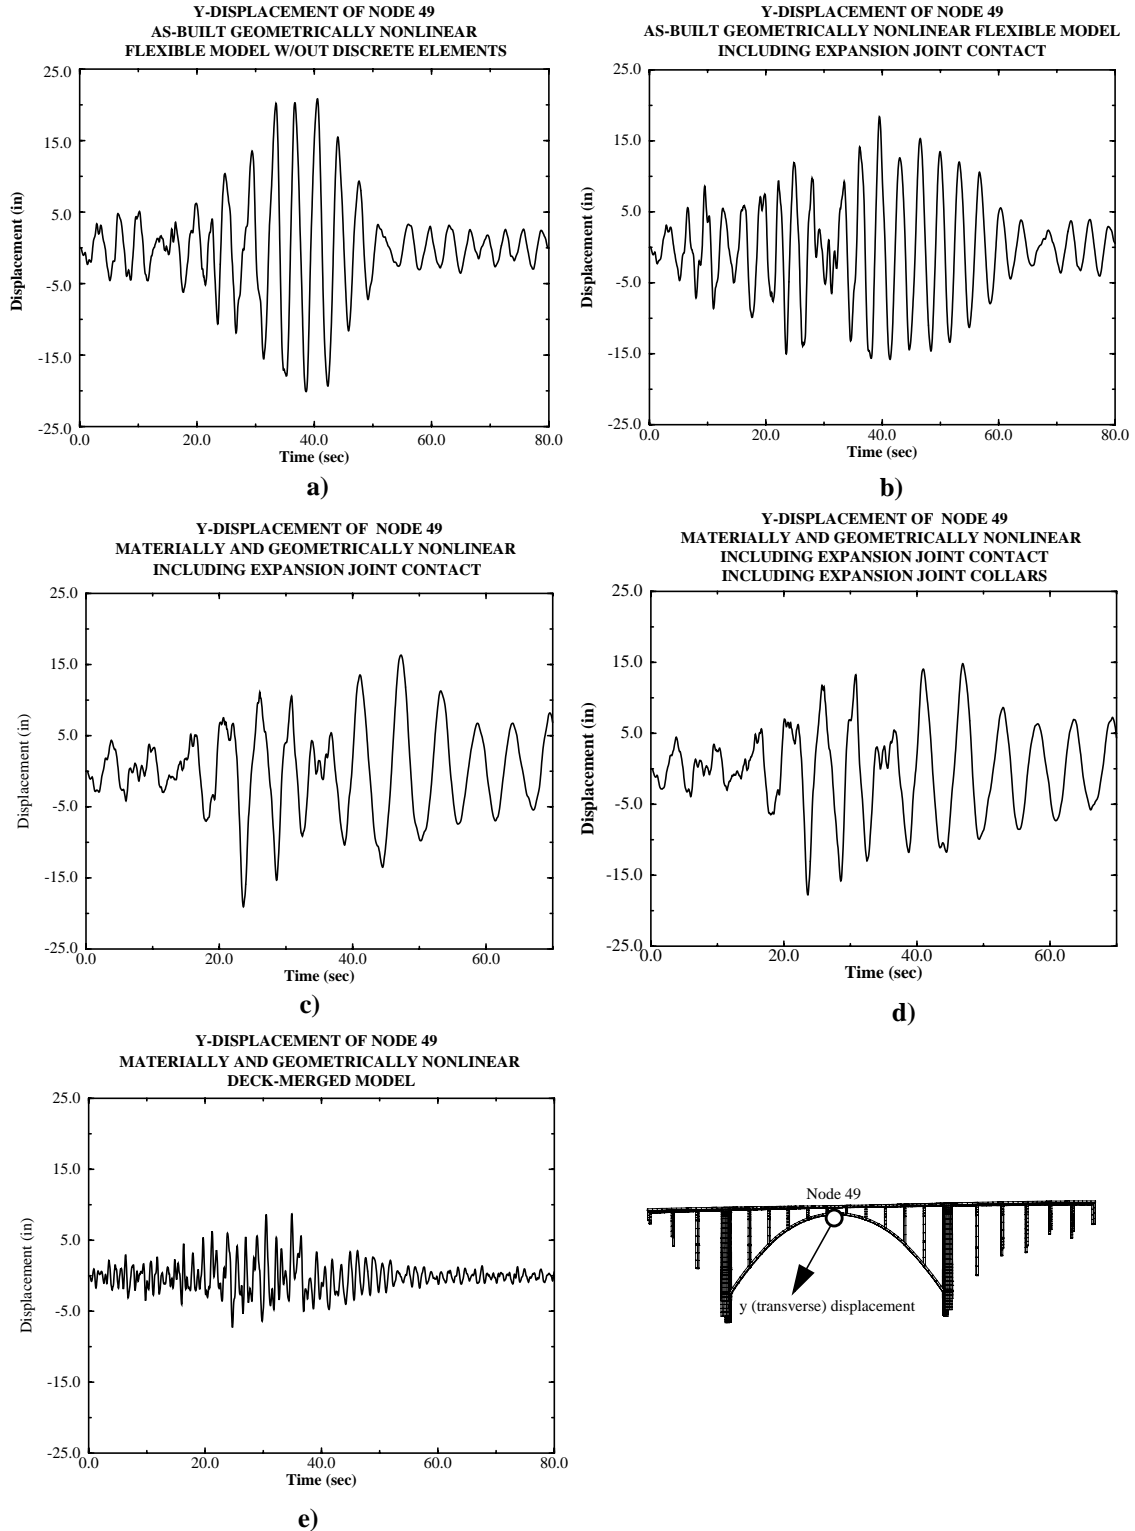 Y-DISPLACEMENT OF NODE 49
AS-BUILT GEOMETRICALLY NONLINEAR
FLEXIBLE MODEL W/OUT DISCRETE ELEMENTS
25.0
15.0
5.0
-5.0
-15.0
-25.0
Displacement (in)
0.0 20.0 40.0 60.0 80.0
Time (sec)
a)
Y-DISPLACEMENT OF NODE 49
AS-BUILT GEOMETRICALLY NONLINEAR FLEXIBLE MODEL
INCLUDING EXPANSION JOINT CONTACT
25.0
15.0
5.0
-5.0
-15.0
-25.0
Displacement (in)
0.0 20.0 40.0 60.0 80.0
Time (sec)
b)
Y-DISPLACEMENT OF NODE 49
MATERIALLY AND GEOMETRICALLY NONLINEAR
INCLUDING EXPANSION JOINT CONTACT
25.0
15.0
5.0
-5.0
-15.0
-25.0
Displacement (in)
0.0 20.0 40.0 60.0
Time (sec)
c)
Y-DISPLACEMENT OF NODE 49
MATERIALLY AND GEOMETRICALLY NONLINEAR
INCLUDING EXPANSION JOINT CONTACT
INCLUDING EXPANSION JOINT COLLARS
25.0
15.0
5.0
-5.0
-15.0
-25.0
Displacement (in)
0.0 20.0 40.0 60.0
Time (sec)
d)
Y-DISPLACEMENT OF NODE 49
MATERIALLY AND GEOMETRICALLY NONLINEAR
DECK-MERGED MODEL
25.0
15.0
5.0
-5.0
-15.0
-25.0
Displacement (in)
0.0 20.0 40.0 60.0 80.0
Time (sec)
e)
Node 49
y (transverse) displacement